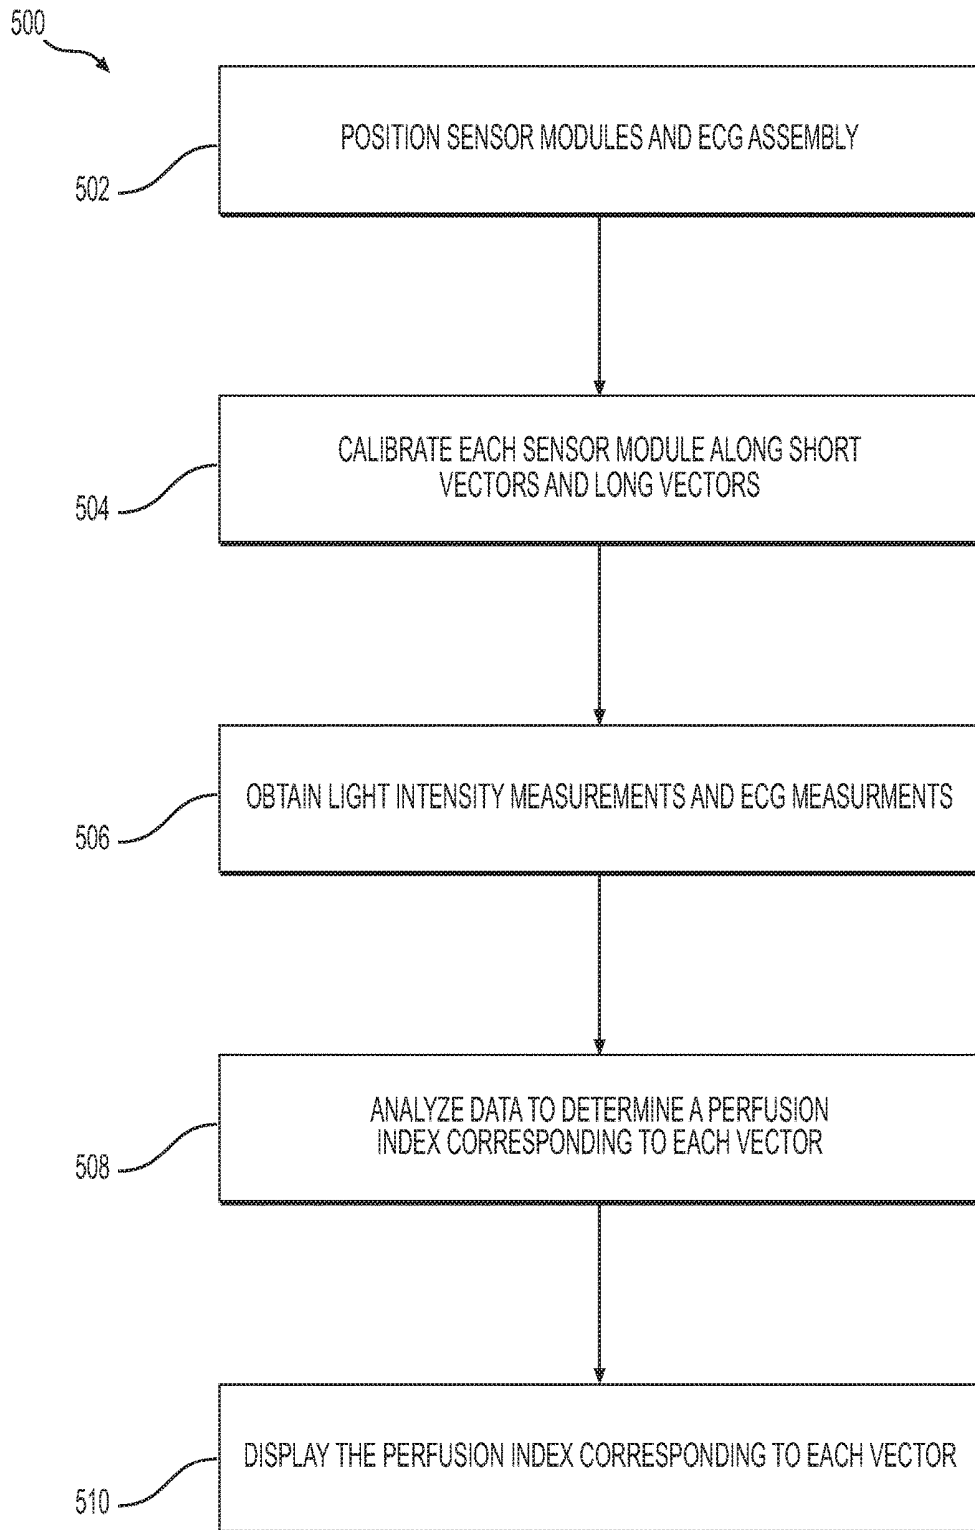 500
POSITION SENSOR MODULES AND ECG ASSEMBLY
502
CALIBRATE EACH SENSOR MODULE ALONG SHORT
VECTORS AND LONG VECTORS
504
OBTAIN LIGHT INTENSITY MEASUREMENTS AND ECG MEASURMENTS
506
ANALYZE DATA TO DETERMINE A PERFUSION
INDEX CORRESPONDING TO EACH VECTOR
508
DISPLAY THE PERFUSION INDEX CORRESPONDING TO EACH VECTOR
510